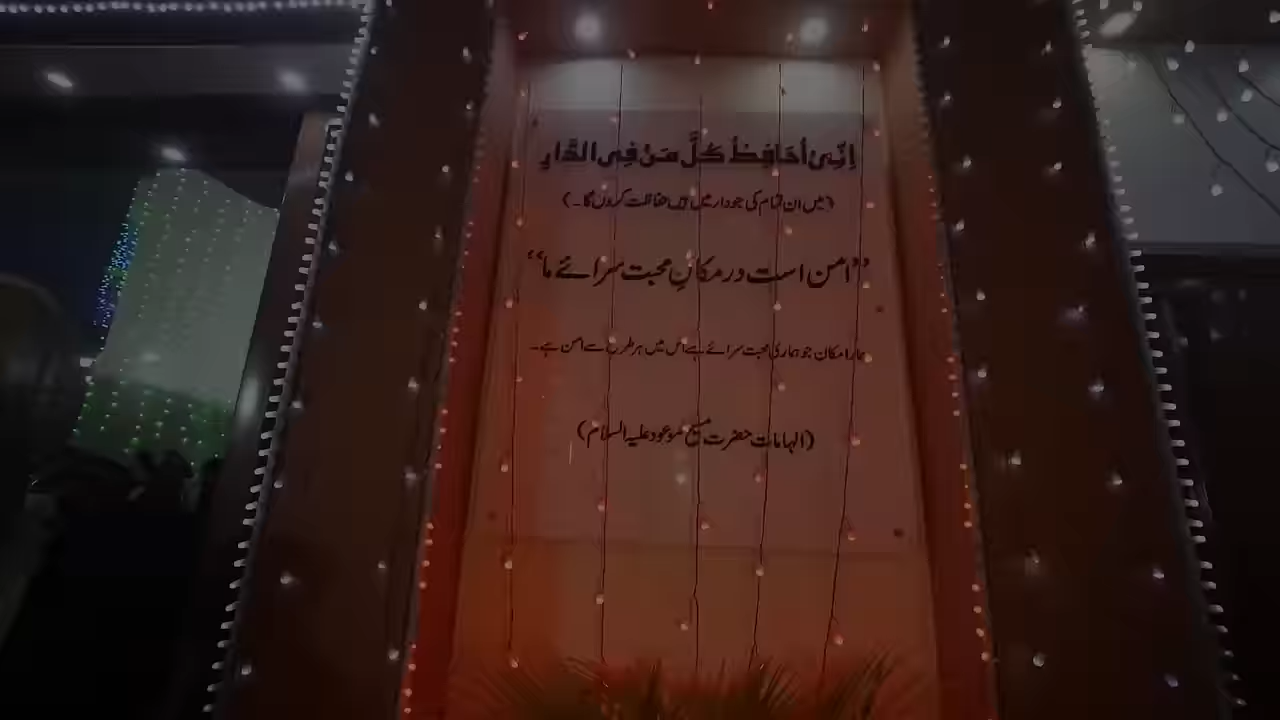 اِنِّیْ اُحَافِظُ کُلَّ مَنْ فِی الدَّارِ
(میں ان تمام کی جو دار میں ہیں حفاظت کروں گا۔)
”امن است در مکانِ محبت سرائے ما“
ہمارا مکان جو ہماری محبت سرائے ہے اس میں ہر طرح سے امن ہے۔
(الہامات حضرت مسیح موعود علیہ السلام)